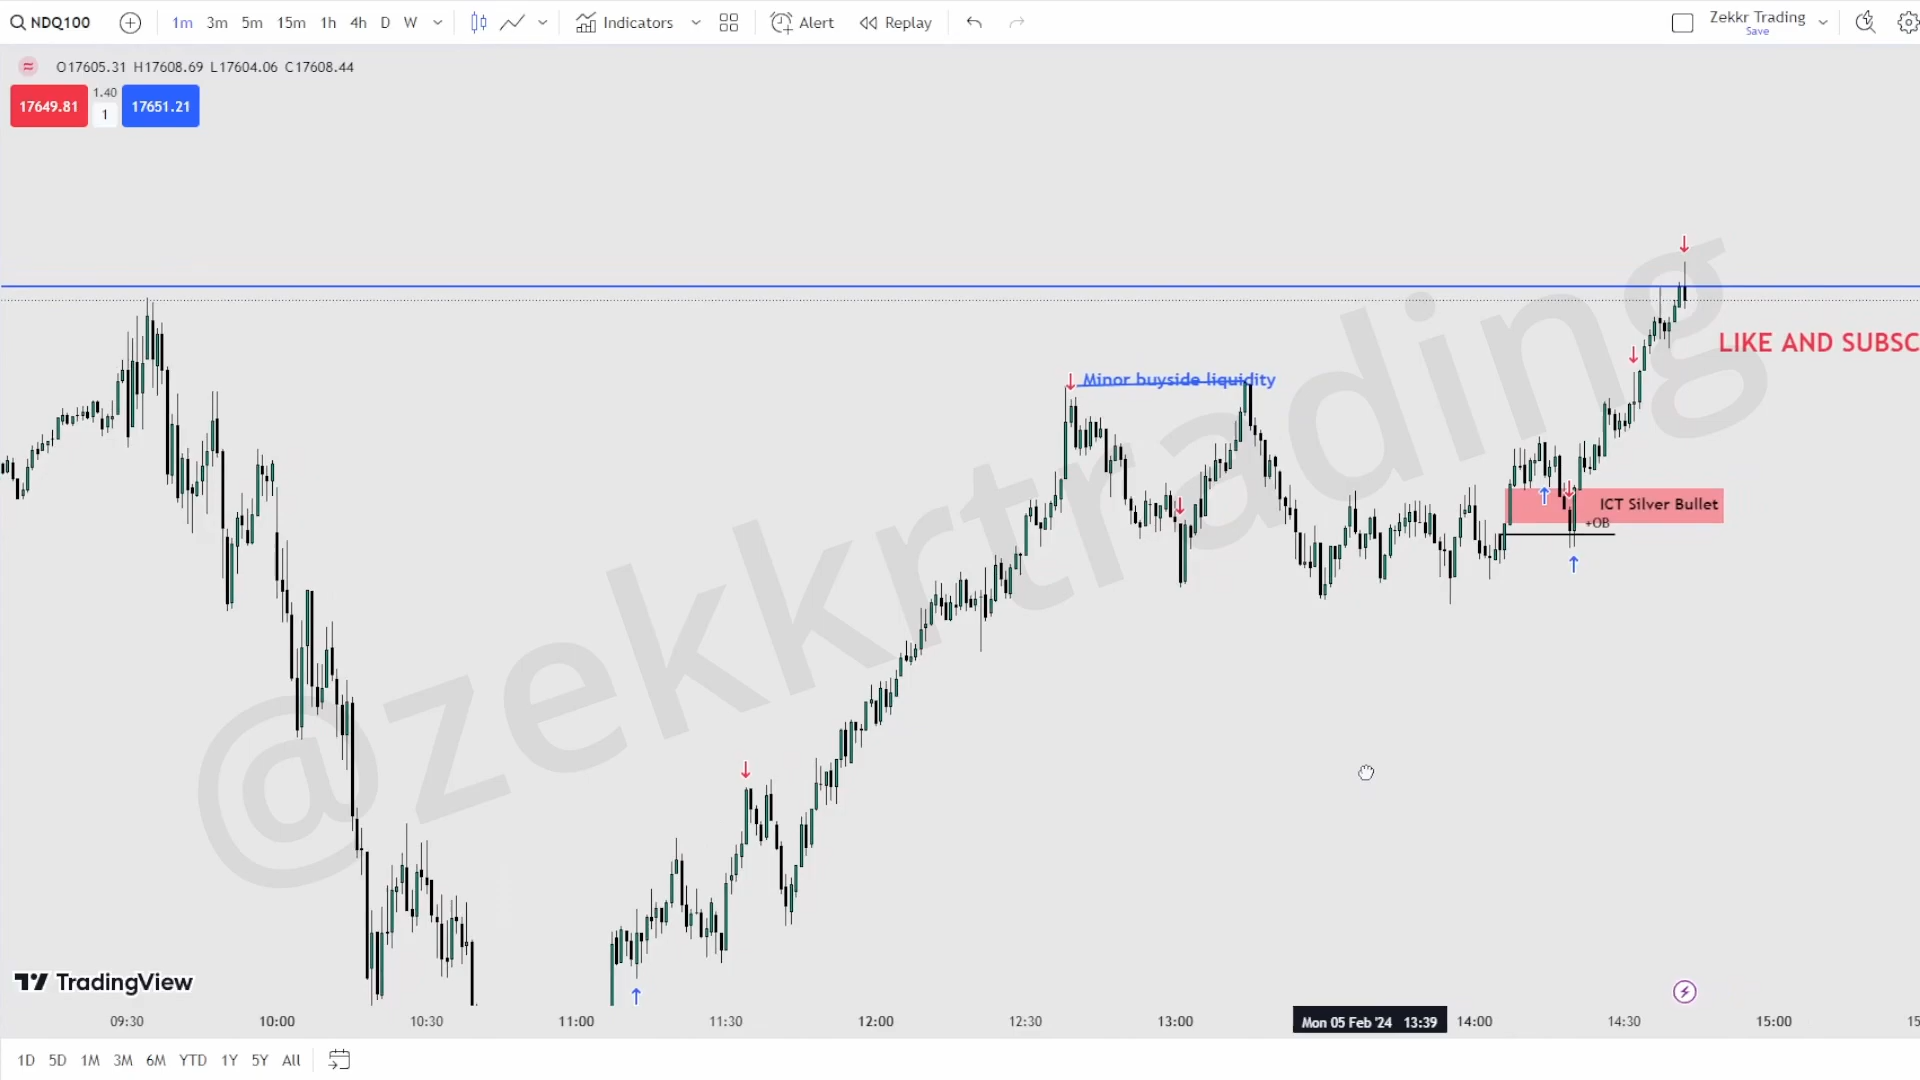 NDQ100 1m 3m 5m 15m 1h 4h D W Indicators Alert Replay Zekkr Trading
Save
O17605.31 H17608.69 L17604.06 C17608.44
17649.81 1.40 1 17651.21
LIKE AND SUBSC
Minor buyside liquidity
ICT Silver Bullet
+OB
@zekkrtrading
TradingView
09:30 10:00 10:30 11:00 11:30 12:00 12:30 13:00 Mon 05 Feb '24 13:39 14:00 14:30 15:00 15
1D 5D 1M 3M 6M YTD 1Y 5Y All